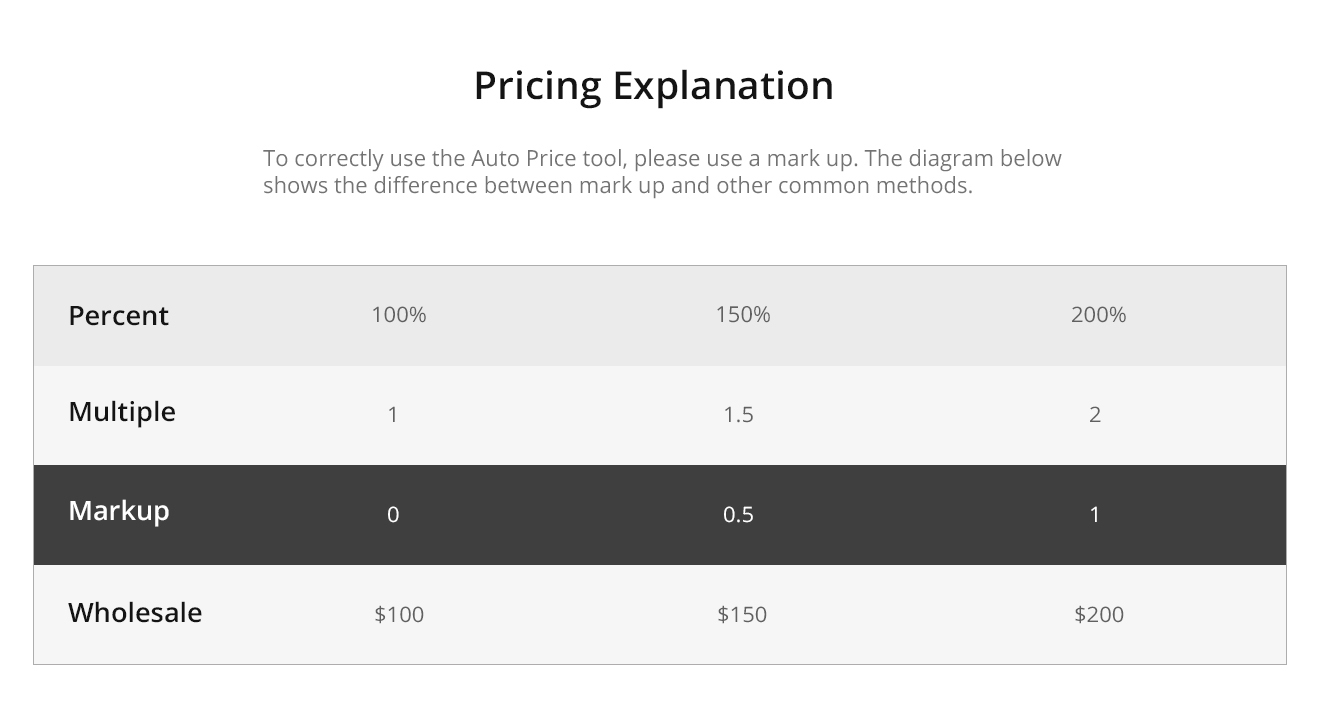 Pricing Explanation
To correctly use the Auto Price tool, please use a mark up. The diagram below
shows the difference between mark up and other common methods.
Percent 100% 150% 200%
Multiple 1 1.5 2
Markup 0 0.5 1
Wholesale $100 $150 $200